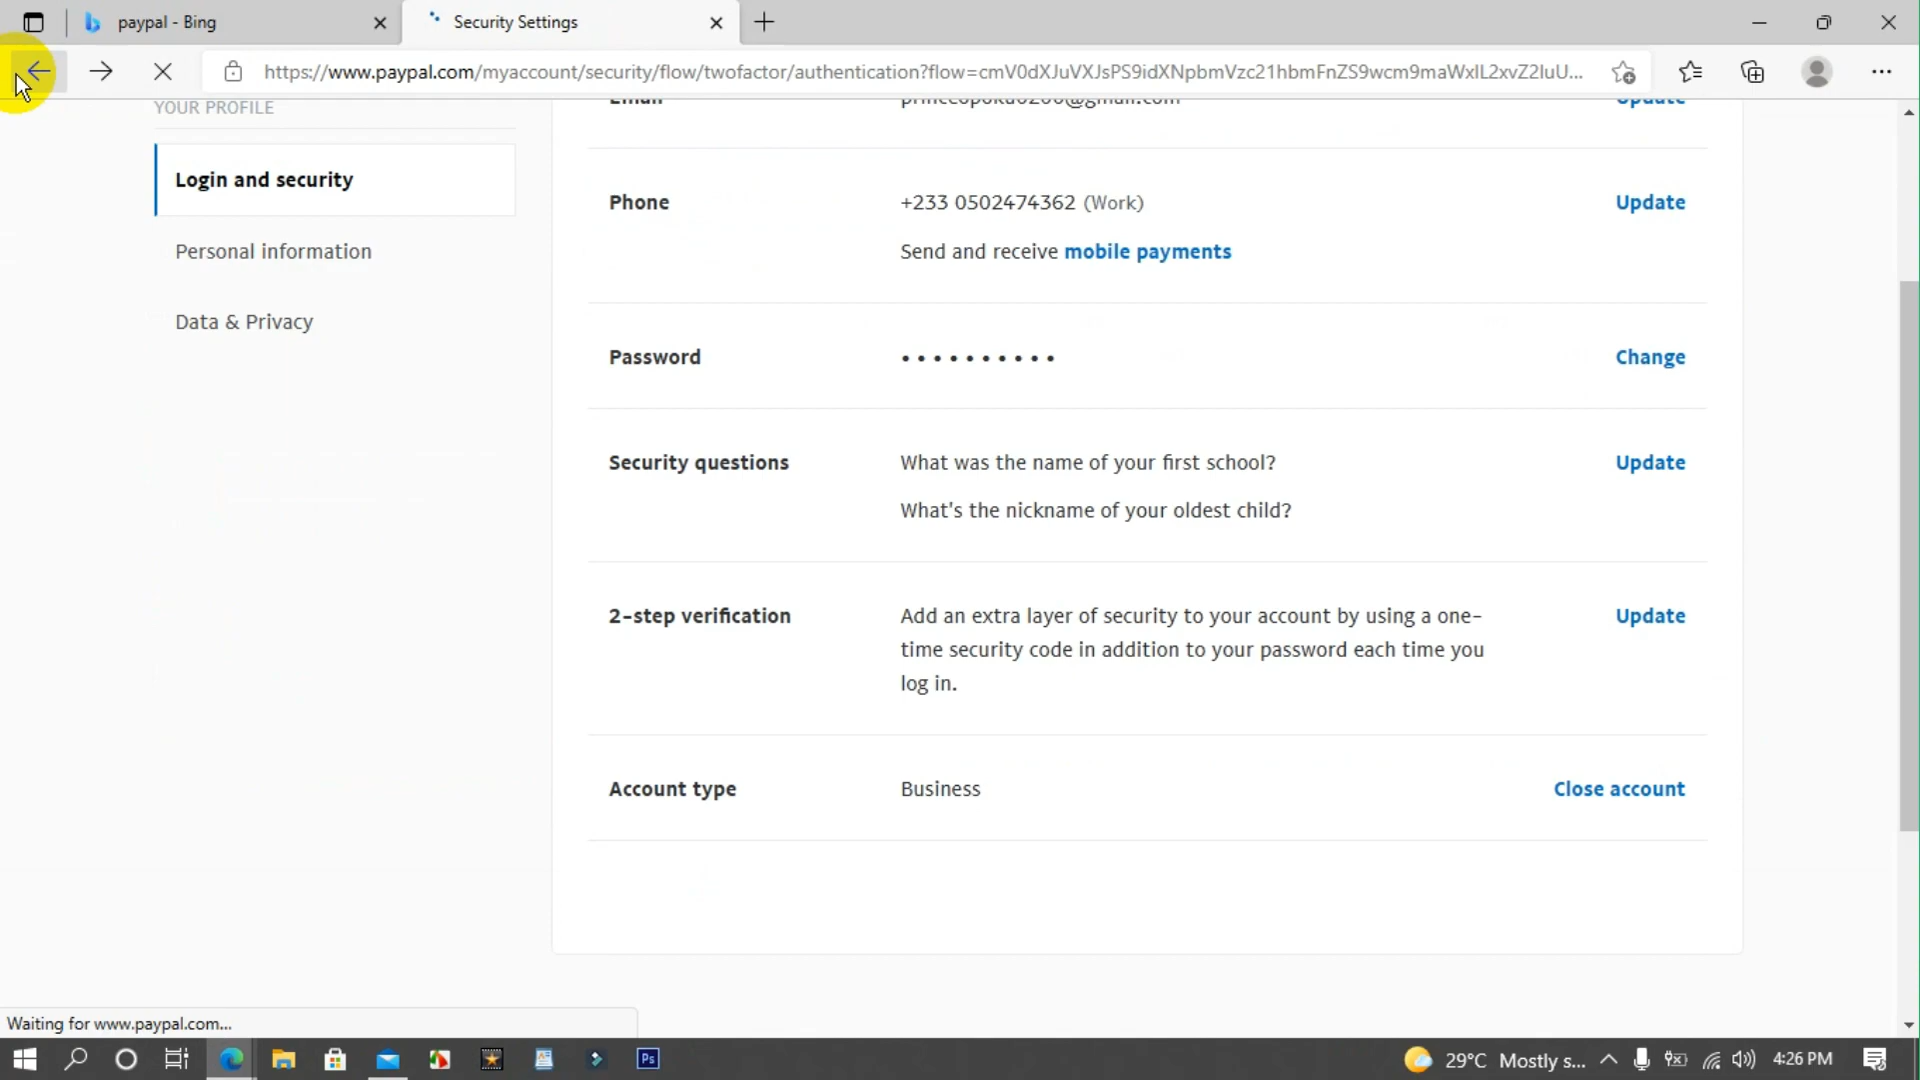 paypal - Bing
Security Settings
https://www.paypal.com/myaccount/security/flow/twofactor/authentication?flow=cmV0dXJuVXJsPS9idXNpbmVzc21hbmFnZS9wcm9maWxlL2xvZ2luU...
YOUR PROFILE
Email Update
Login and security
Phone +233 0502474362 (Work) Update
Personal information
Send and receive mobile payments
Data & Privacy
Password Change
Security questions What was the name of your first school? Update
What's the nickname of your oldest child?
2-step verification Add an extra layer of security to your account by using a one-
time security code in addition to your password each time you
log in.
Update
Account type Business Close account
Waiting for www.paypal.com...
Ps
29°C Mostly s...
4:26 PM